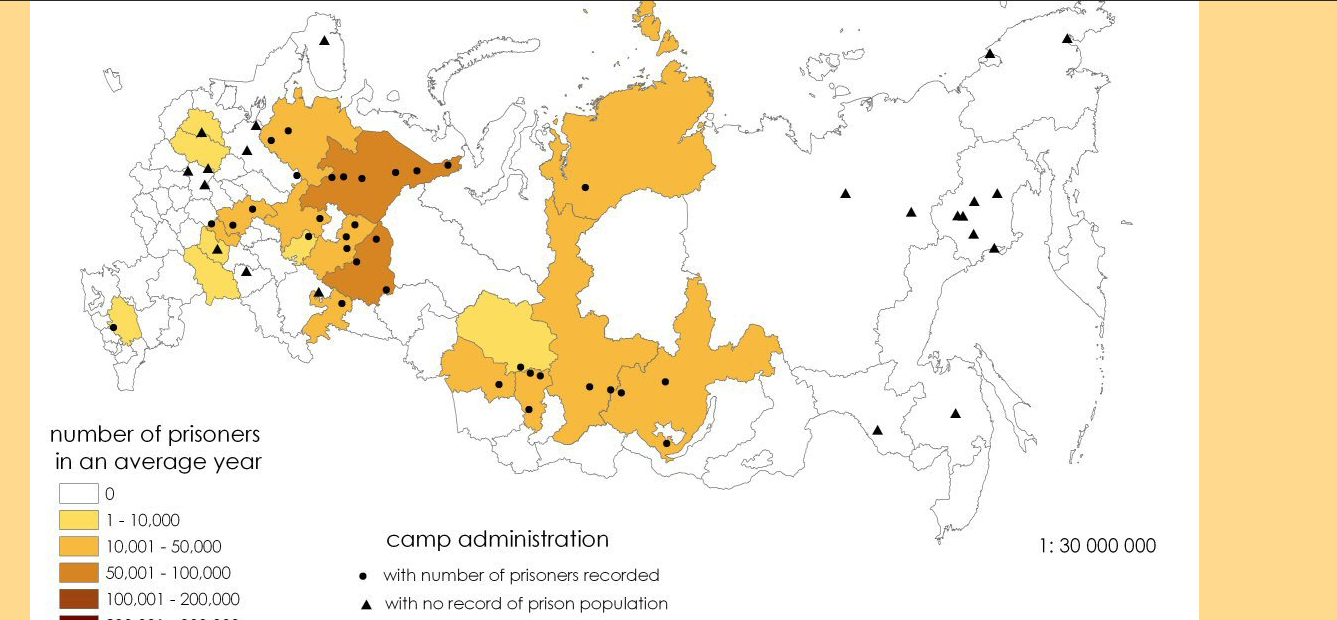 number of prisoners
in an average year
0
1 - 10,000
10,001 - 50,000
50,001 - 100,000
100,001 - 200,000
camp administration
with number of prisoners recorded
with no record of prison population
1: 30 000 000